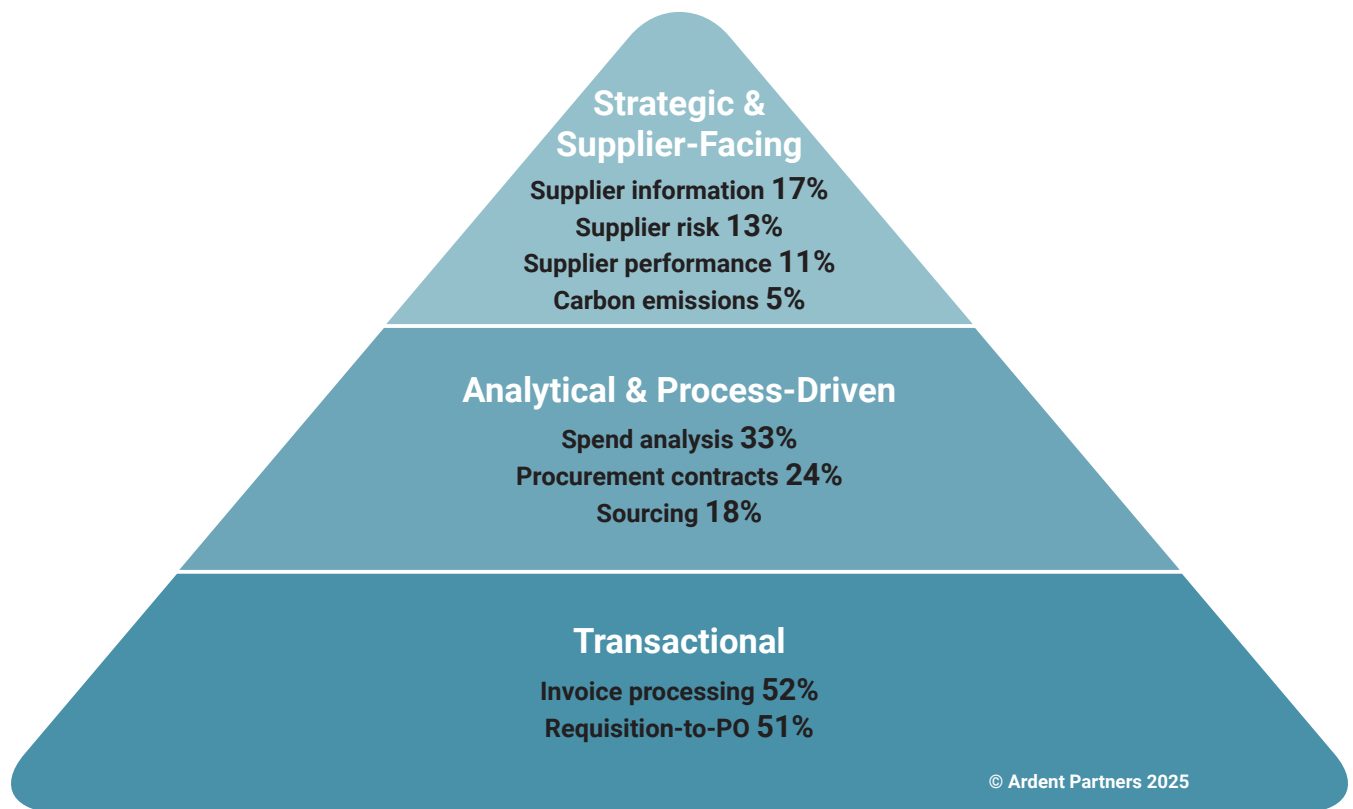 Strategic &
Supplier-Facing
Supplier information 17%
Supplier risk 13%
Supplier performance 11%
Carbon emissions 5%
Analytical & Process-Driven
Spend analysis 33%
Procurement contracts 24%
Sourcing 18%
Transactional
Invoice processing 52%
Requisition-to-PO 51%
© Ardent Partners 2025